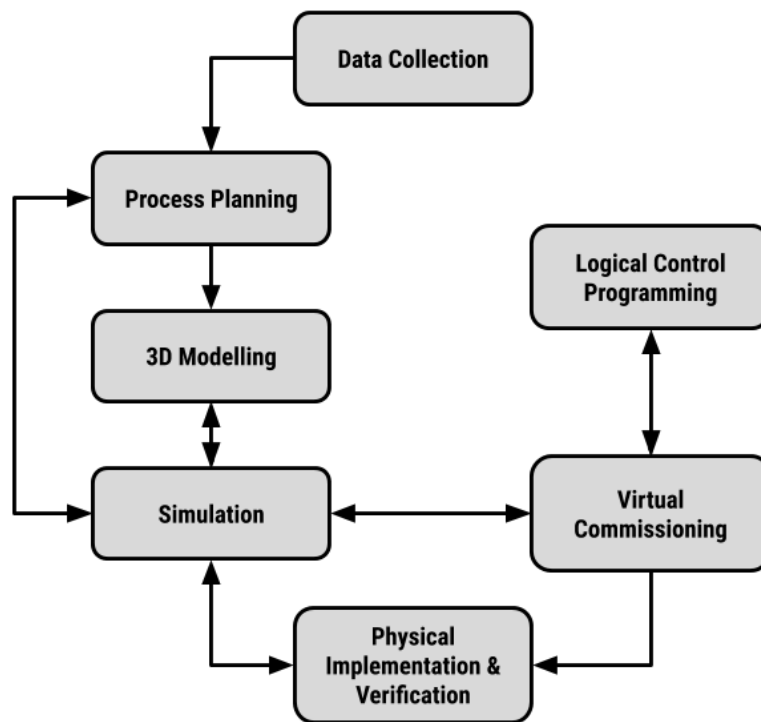 Data Collection
Process Planning
Logical Control
Programming
3D Modelling
Simulation
Virtual
Commissioning
Physical
Implementation &
Verification